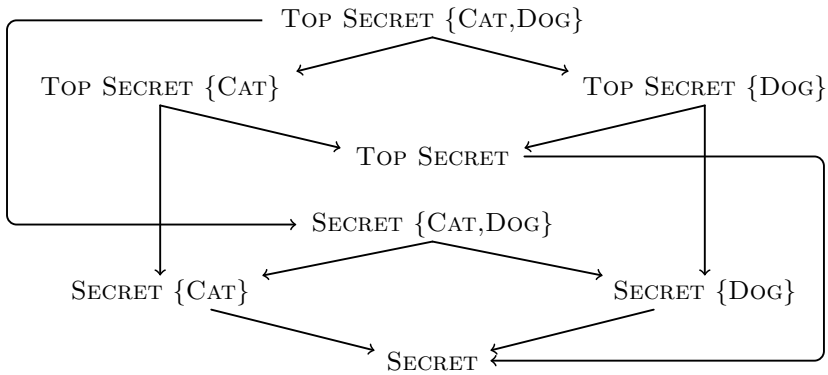 Top Secret {Cat,Dog}
Top Secret {Cat}
Top Secret {Dog}
Top Secret
Secret {Cat,Dog}
Secret {Cat}
Secret {Dog}
Secret